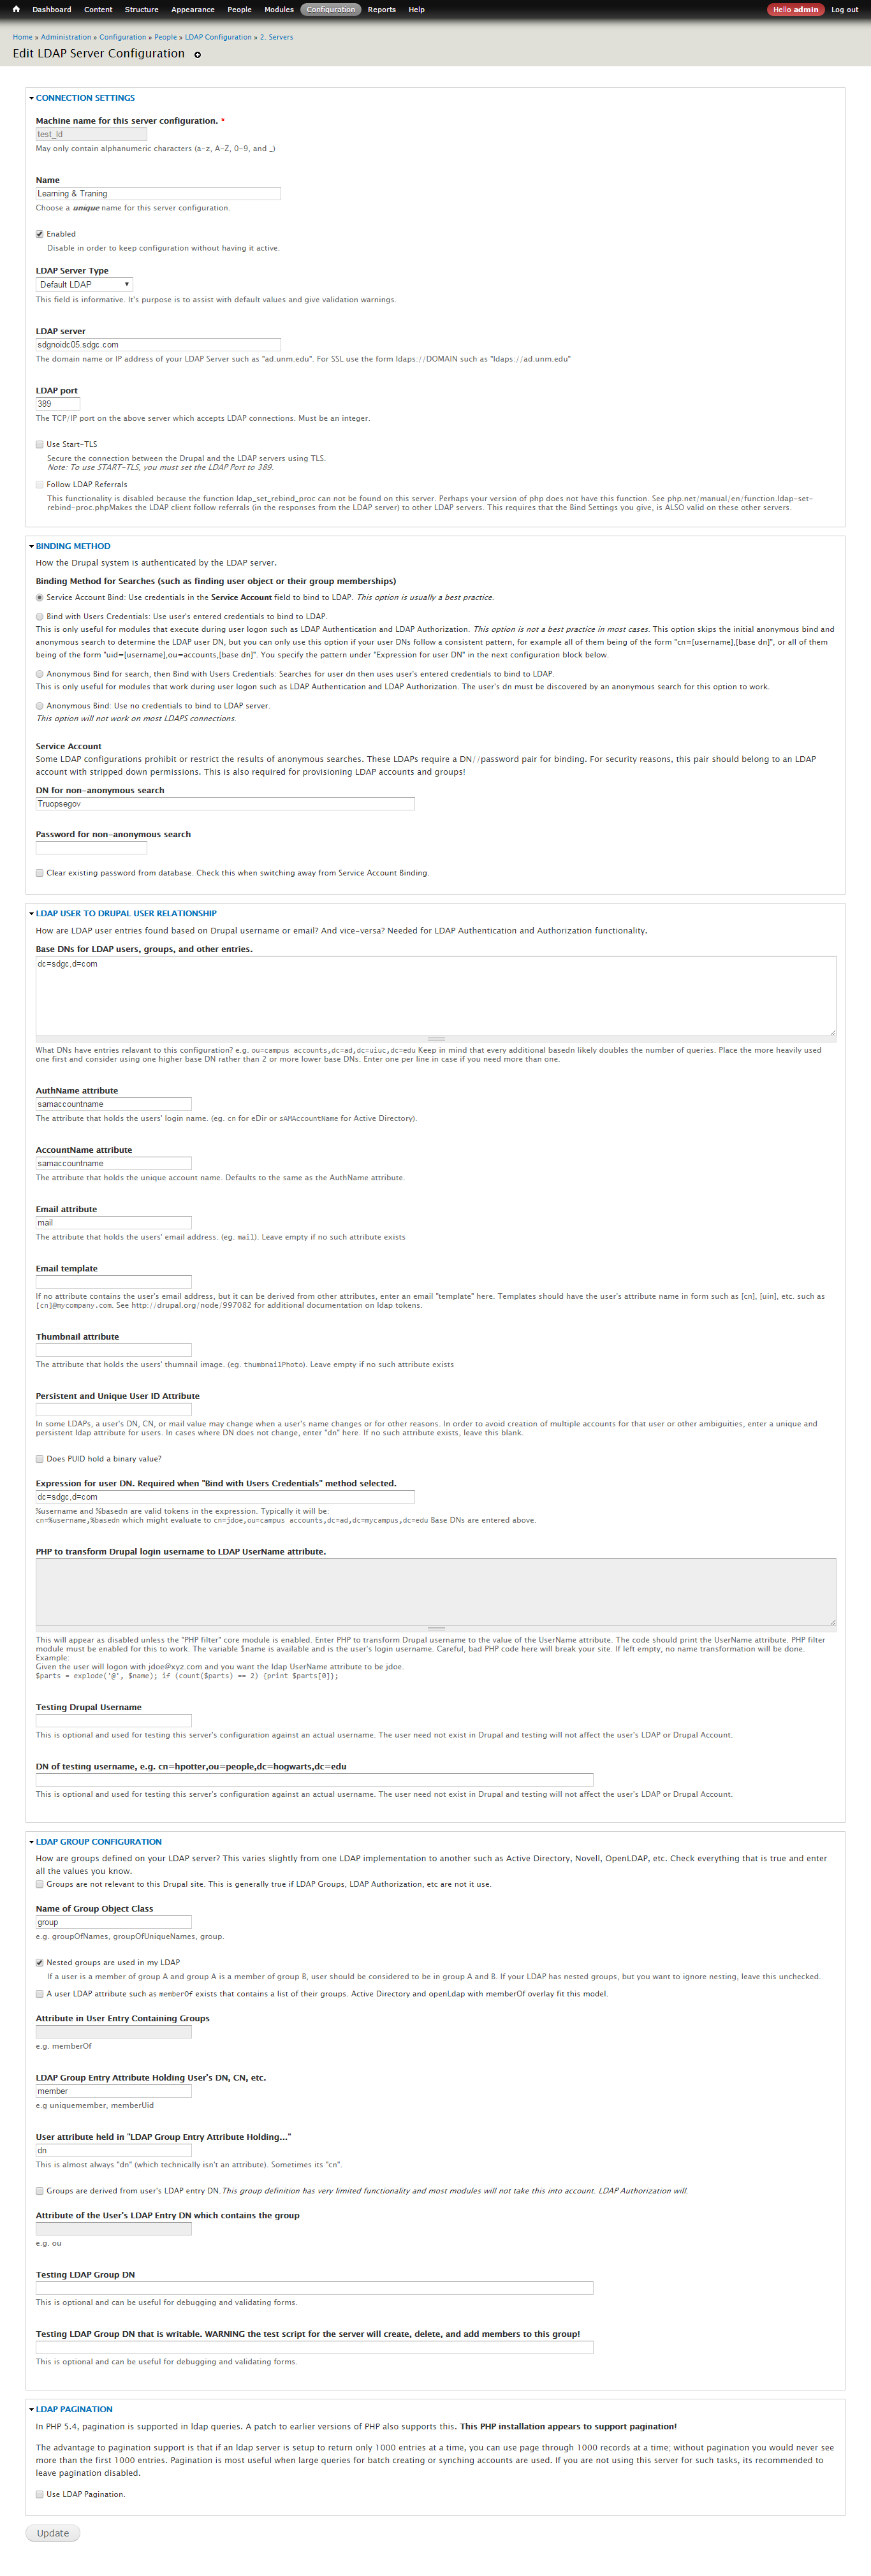 Dashboard Content Structure Appearance People Modules Configuration Reports Help Hello admin Log out
Home » Administration » Configuration » People » LDAP Configuration » 2. Servers
Edit LDAP Server Configuration
CONNECTION SETTINGS
Machine name for this server configuration. *
test_ld
May only contain alphanumeric characters (a-z, A-Z, 0-9, and _)
Name
Learning & Traning
Choose a unique name for this server configuration.
Enabled
Disable in order to keep configuration without having it active.
LDAP Server Type
Default LDAP
This field is informative. It's purpose is to assist with default values and give validation warnings.
LDAP server
sdgnoidc05.sdgc.com
The domain name or IP address of your LDAP Server such as "ad.unm.edu". For SSL use the form ldaps://DOMAIN such as "ldaps://ad.unm.edu"
LDAP port
389
The TCP/IP port on the above server which accepts LDAP connections. Must be an integer.
Use Start-TLS
Secure the connection between the Drupal and the LDAP servers using TLS.
Note: To use START-TLS, you must set the LDAP Port to 389.
Follow LDAP Referrals
This functionality is disabled because the function ldap_set_rebind_proc can not be found on this server. Perhaps your version of php does not have this function. See php.net/manual/en/function.ldap-set-
rebind-proc.phpMakes the LDAP client follow referrals (in the responses from the LDAP server) to other LDAP servers. This requires that the Bind Settings you give, is ALSO valid on these other servers.
BINDING METHOD
How the Drupal system is authenticated by the LDAP server.
Binding Method for Searches (such as finding user object or their group memberships)
Service Account Bind: Use credentials in the Service Account field to bind to LDAP. This option is usually a best practice.
Bind with Users Credentials: Use user's entered credentials to bind to LDAP.
This is only useful for modules that execute during user logon such as LDAP Authentication and LDAP Authorization. This option is not a best practice in most cases. This option skips the initial anonymous bind and
anonymous search to determine the LDAP user DN, but you can only use this option if your user DNs follow a consistent pattern, for example all of them being of the form "cn=[username],[base dn]", or all of them
being of the form "uid=[username],ou=accounts,[base dn]". You specify the pattern under "Expression for user DN" in the next configuration block below.
Anonymous Bind for search, then Bind with Users Credentials: Searches for user dn then uses user's entered credentials to bind to LDAP.
This is only useful for modules that work during user logon such as LDAP Authentication and LDAP Authorization. The user's dn must be discovered by an anonymous search for this option to work.
Anonymous Bind: Use no credentials to bind to LDAP server.
This option will not work on most LDAPS connections.
Service Account
Some LDAP configurations prohibit or restrict the results of anonymous searches. These LDAPs require a DN//password pair for binding. For security reasons, this pair should belong to an LDAP
account with stripped down permissions. This is also required for provisioning LDAP accounts and groups!
DN for non-anonymous search
Truopsegov
Password for non-anonymous search
Clear existing password from database. Check this when switching away from Service Account Binding.
LDAP USER TO DRUPAL USER RELATIONSHIP
How are LDAP user entries found based on Drupal username or email? And vice-versa? Needed for LDAP Authentication and Authorization functionality.
Base DNs for LDAP users, groups, and other entries.
dc=sdgc,d=com
What DNs have entries relavant to this configuration? e.g. ou=campus accounts,dc=ad,dc=uiuc,dc=edu Keep in mind that every additional basedn likely doubles the number of queries. Place the more heavily used
one first and consider using one higher base DN rather than 2 or more lower base DNs. Enter one per line in case if you need more than one.
AuthName attribute
samaccountname
The attribute that holds the users' login name. (eg. cn for eDir or sAMAccountName for Active Directory).
AccountName attribute
samaccountname
The attribute that holds the unique account name. Defaults to the same as the AuthName attribute.
Email attribute
mail
The attribute that holds the users' email address. (eg. mail). Leave empty if no such attribute exists
Email template
If no attribute contains the user's email address, but it can be derived from other attributes, enter an email "template" here. Templates should have the user's attribute name in form such as [cn], [uin], etc. such as
[cn]@mycompany.com. See http://drupal.org/node/997082 for additional documentation on ldap tokens.
Thumbnail attribute
The attribute that holds the users' thumnail image. (eg. thumbnailPhoto). Leave empty if no such attribute exists
Persistent and Unique User ID Attribute
In some LDAPs, a user's DN, CN, or mail value may change when a user's name changes or for other reasons. In order to avoid creation of multiple accounts for that user or other ambiguities, enter a unique and
persistent ldap attribute for users. In cases where DN does not change, enter "dn" here. If no such attribute exists, leave this blank.
Does PUID hold a binary value?
Expression for user DN. Required when "Bind with Users Credentials" method selected.
dc=sdgc,d=com
%username and %basedn are valid tokens in the expression. Typically it will be:
cn=%username,%basedn which might evaluate to cn=jdoe,ou=campus accounts,dc=ad,dc=mycampus,dc=edu Base DNs are entered above.
PHP to transform Drupal login username to LDAP UserName attribute.
This will appear as disabled unless the "PHP filter" core module is enabled. Enter PHP to transform Drupal username to the value of the UserName attribute. The code should print the UserName attribute. PHP filter
module must be enabled for this to work. The variable $name is available and is the user's login username. Careful, bad PHP code here will break your site. If left empty, no name transformation will be done.
Example:
Given the user will logon with jdoe@xyz.com and you want the ldap UserName attribute to be jdoe.
$parts = explode('@', $name); if (count($parts) == 2) {print $parts[0]};
Testing Drupal Username
This is optional and used for testing this server's configuration against an actual username. The user need not exist in Drupal and testing will not affect the user's LDAP or Drupal Account.
DN of testing username, e.g. cn=hpotter,ou=people,dc=hogwarts,dc=edu
This is optional and used for testing this server's configuration against an actual username. The user need not exist in Drupal and testing will not affect the user's LDAP or Drupal Account.
LDAP GROUP CONFIGURATION
How are groups defined on your LDAP server? This varies slightly from one LDAP implementation to another such as Active Directory, Novell, OpenLDAP, etc. Check everything that is true and enter
all the values you know.
Groups are not relevant to this Drupal site. This is generally true if LDAP Groups, LDAP Authorization, etc are not it use.
Name of Group Object Class
group
e.g. groupOfNames, groupOfUniqueNames, group.
Nested groups are used in my LDAP
If a user is a member of group A and group A is a member of group B, user should be considered to be in group A and B. If your LDAP has nested groups, but you want to ignore nesting, leave this unchecked.
A user LDAP attribute such as memberOf exists that contains a list of their groups. Active Directory and openLdap with memberOf overlay fit this model.
Attribute in User Entry Containing Groups
e.g. memberOf
LDAP Group Entry Attribute Holding User's DN, CN, etc.
member
e.g uniquemember, memberUid
User attribute held in "LDAP Group Entry Attribute Holding..."
dn
This is almost always "dn" (which technically isn't an attribute). Sometimes its "cn".
Groups are derived from user's LDAP entry DN. This group definition has very limited functionality and most modules will not take this into account. LDAP Authorization will.
Attribute of the User's LDAP Entry DN which contains the group
e.g. ou
Testing LDAP Group DN
This is optional and can be useful for debugging and validating forms.
Testing LDAP Group DN that is writable. WARNING the test script for the server will create, delete, and add members to this group!
This is optional and can be useful for debugging and validating forms.
LDAP PAGINATION
In PHP 5.4, pagination is supported in ldap queries. A patch to earlier versions of PHP also supports this. This PHP installation appears to support pagination!
The advantage to pagination support is that if an ldap server is setup to return only 1000 entries at a time, you can use page through 1000 records at a time; without pagination you would never see
more than the first 1000 entries. Pagination is most useful when large queries for batch creating or synching accounts are used. If you are not using this server for such tasks, its recommended to
leave pagination disabled.
Use LDAP Pagination.
Update